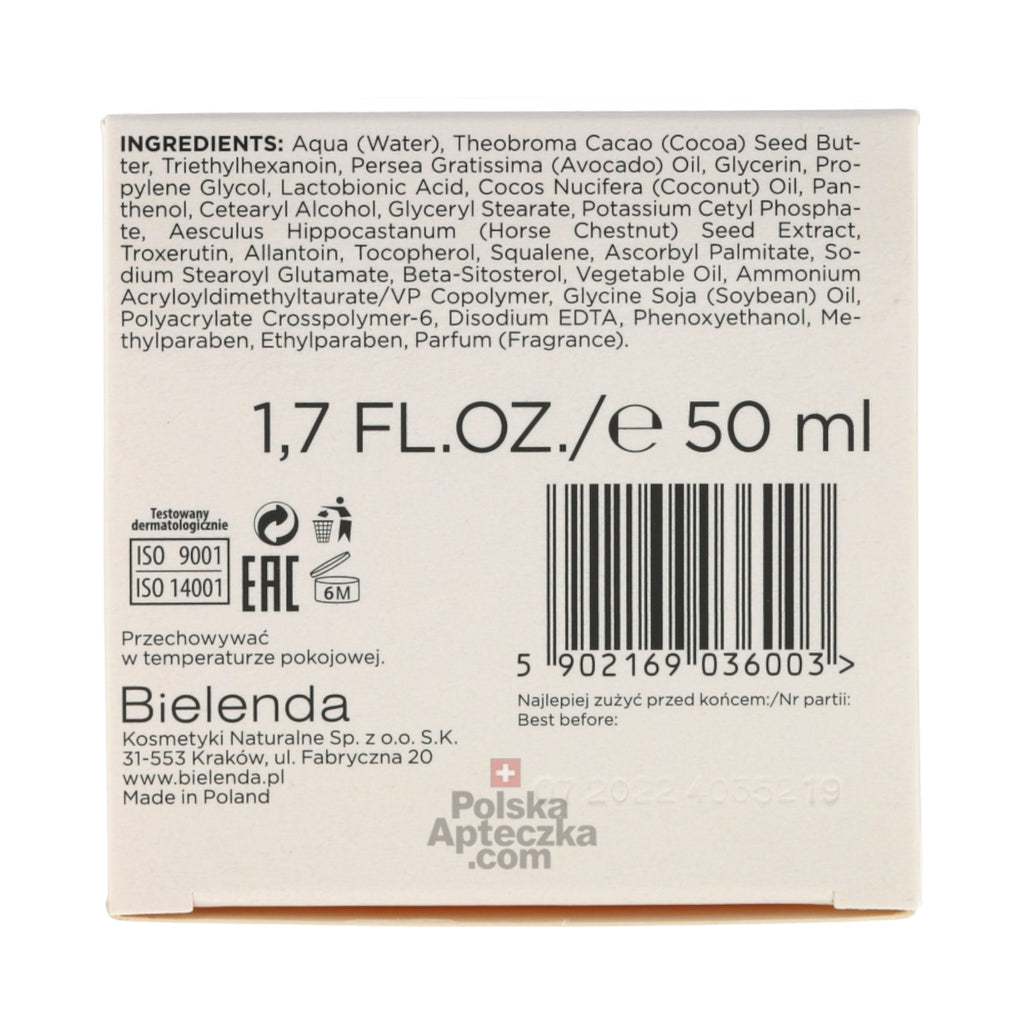 INGREDIENTS: Aqua (Water), Theobroma Cacao (Cocoa) Seed But-
ter, Triethylhexanoin, Persea Gratissima (Avocado) Oil, Glycerin, Pro-
pylene Glycol, Lactobionic Acid, Cocos Nucifera (Coconut) Oil, Pan-
thenol, Cetearyl Alcohol, Glyceryl Stearate, Potassium Cetyl Phospha-
te, Aesculus Hippocastanum (Horse Chestnut) Seed Extract,
Troxerutin, Allantoin, Tocopherol, Squalene, Ascorbyl Palmitate, So-
dium Stearoyl Glutamate, Beta-Sitosterol, Vegetable Oil, Ammonium
Acryloyldimethyltaurate/VP Copolymer, Glycine Soja (Soybean) Oil,
Polyacrylate Crosspolymer-6, Disodium EDTA, Phenoxyethanol, Me-
thylparaben, Ethylparaben, Parfum (Fragrance).
1,7 FL.OZ./℮ 50 ml
Testowany
dermatologicznie
ISO 9001
ISO 14001
EAC
6M
Przechowywać
w temperaturze pokojowej.
Bielenda
Kosmetyki Naturalne Sp. z o.o. S.K.
31-553 Kraków, ul. Fabryczna 20
www.bielenda.pl
Made in Poland
5 902169 036003 >
Najlepiej zużyć przed końcem:/Nr partii:
Best before:
07 2022 4035219
Polska
Apteczka
.com